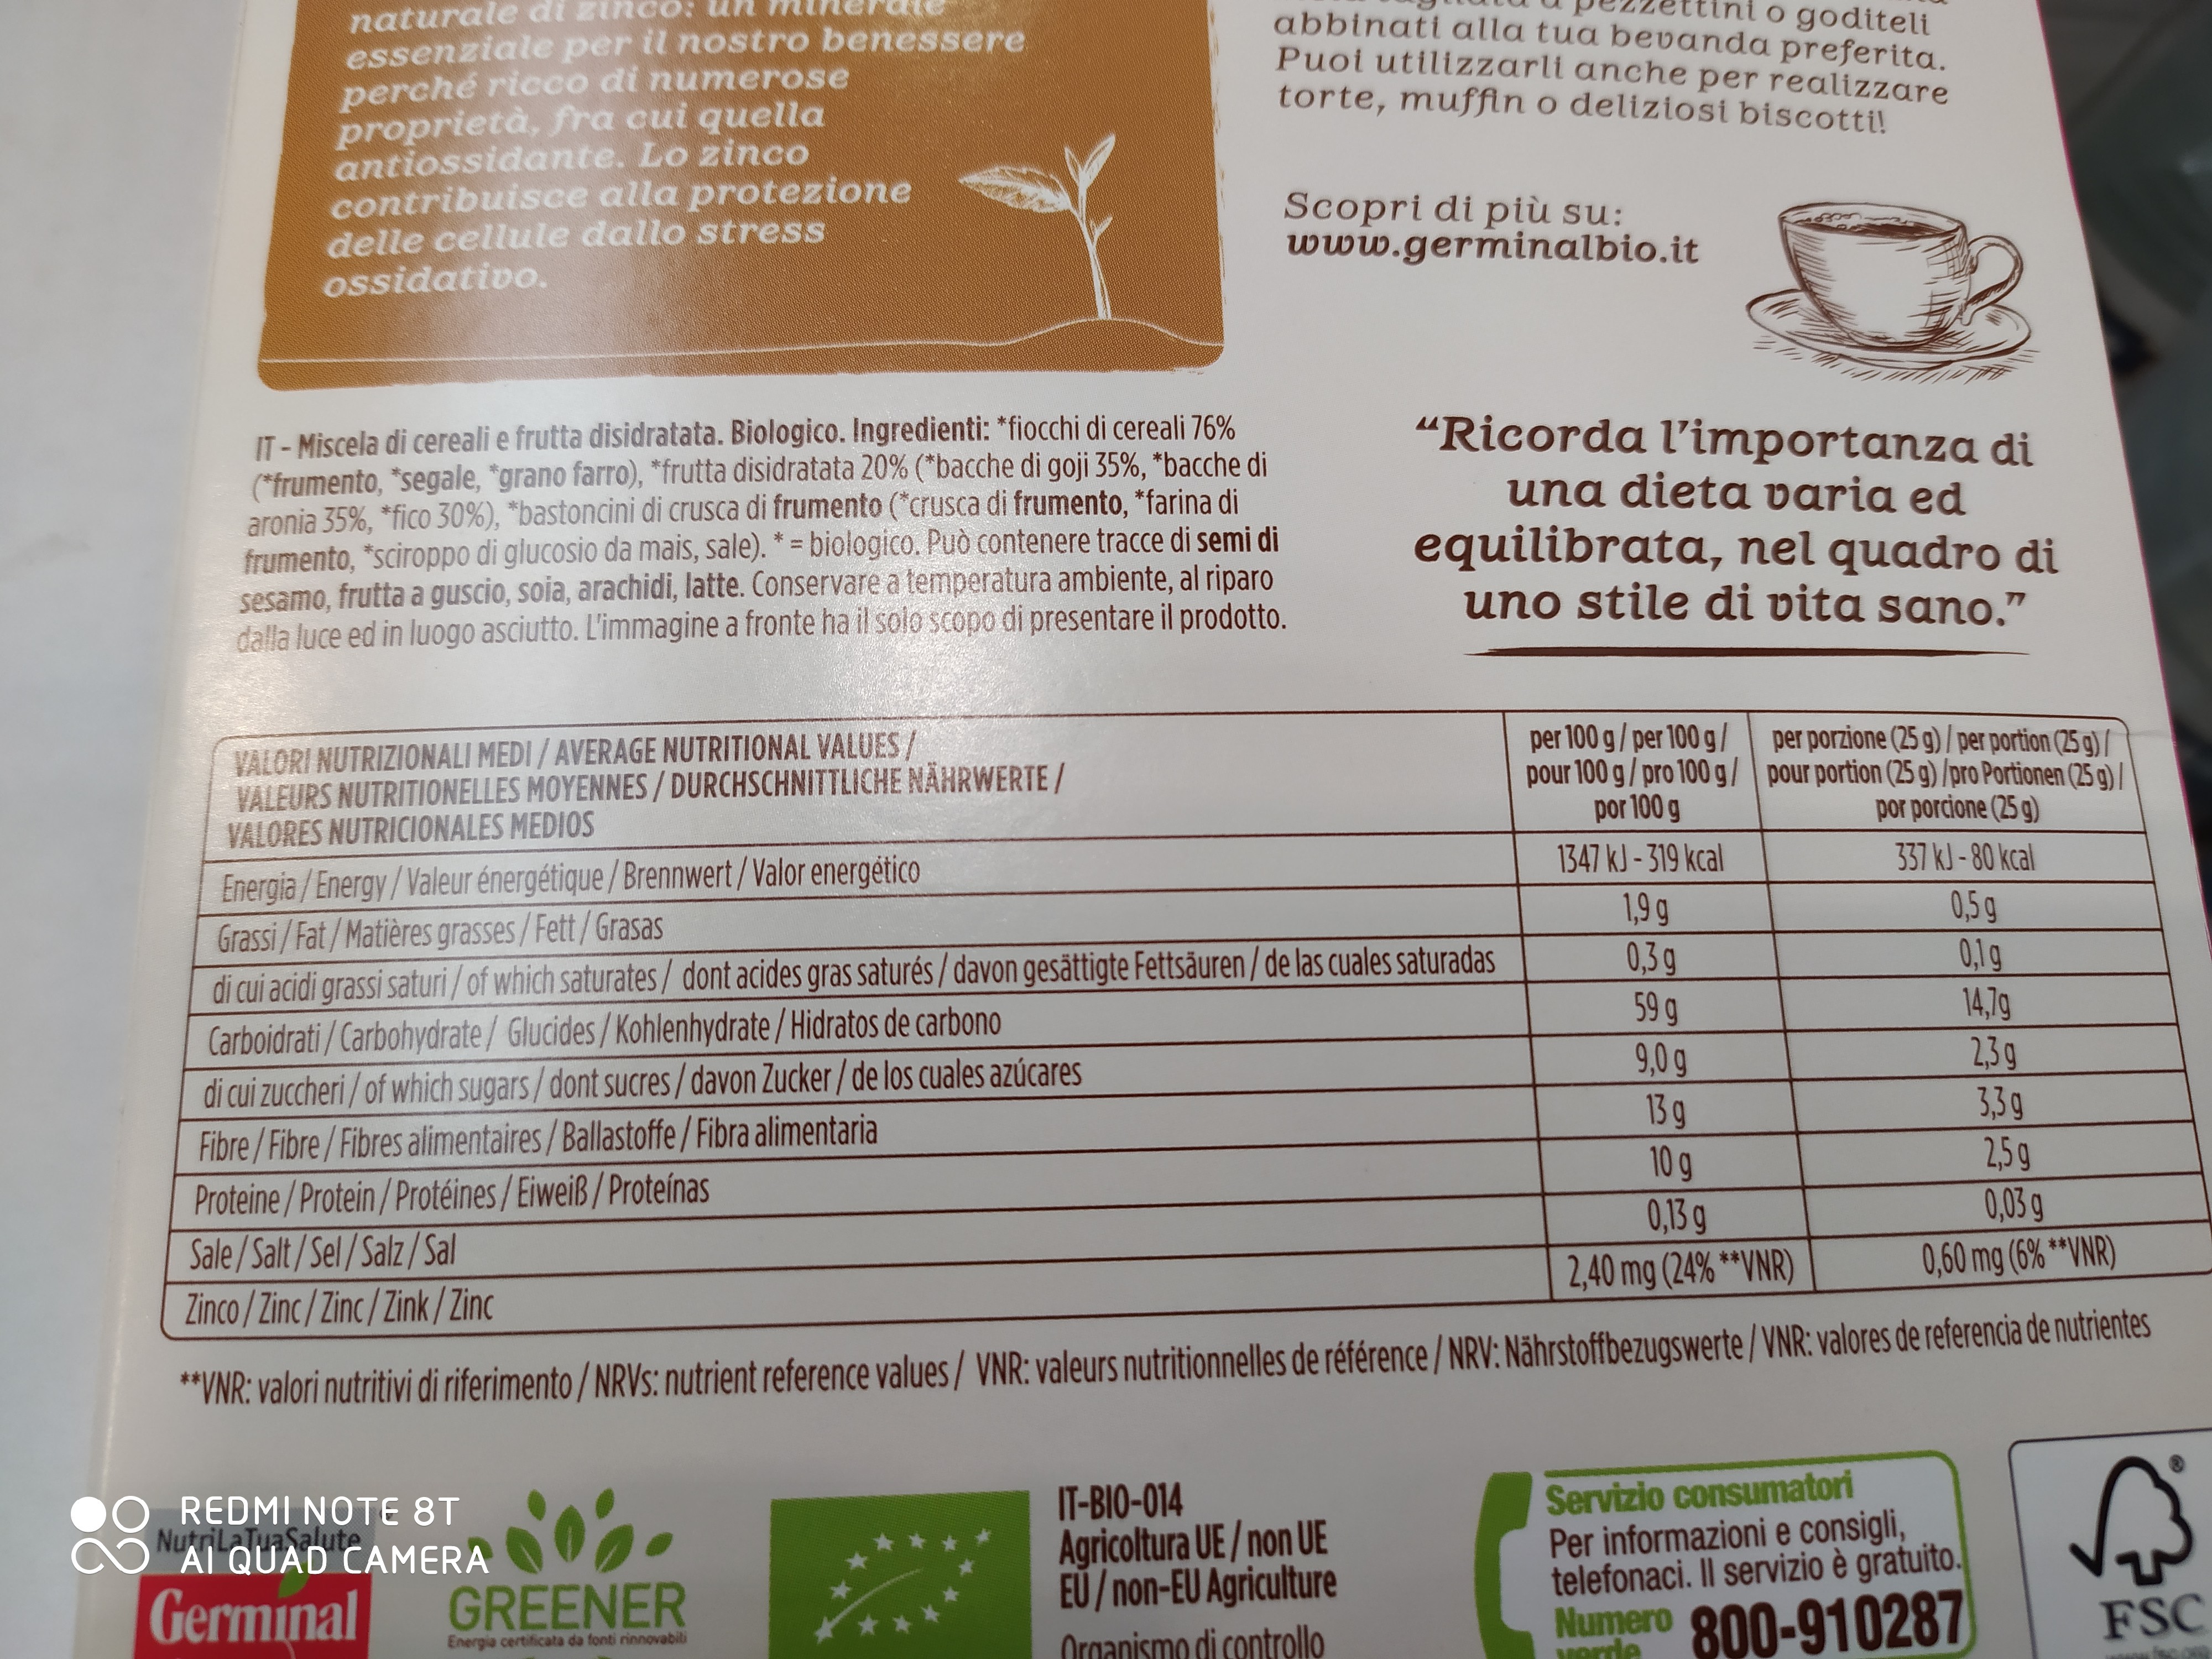 naturale di zinco: un minerale
essenziale per il nostro benessere
perché ricco di numerose
proprietà, fra cui quella
antiossidante. Lo zinco
contribuisce alla protezione
delle cellule dallo stress
ossidativo.
pezzettini o goditeli
abbinati alla tua bevanda preferita.
Puoi utilizzarli anche per realizzare
torte, muffin o deliziosi biscotti!
Scopri di più su:
www.germinalbio.it
IT - Miscela di cereali e frutta disidratata. Biologico. Ingredienti: *fiocchi di cereali 76%
(*frumento, *segale, *grano farro), *frutta disidratata 20% (*bacche di goji 35%, *bacche di
aronia 35%, *fico 30%), *bastoncini di crusca di frumento (*crusca di frumento, *farina di
frumento, *sciroppo di glucosio da mais, sale). * = biologico. Può contenere tracce di semi di
sesamo, frutta a guscio, soia, arachidi, latte. Conservare a temperatura ambiente, al riparo
dalla luce ed in luogo asciutto. L'immagine a fronte ha il solo scopo di presentare il prodotto.
“Ricorda l’importanza di
una dieta varia ed
equilibrata, nel quadro di
uno stile di vita sano.”
VALORI NUTRIZIONALI MEDI / AVERAGE NUTRITIONAL VALUES /
VALEURS NUTRITIONELLES MOYENNES / DURCHSCHNITTLICHE NÄHRWERTE /
VALORES NUTRICIONALES MEDIOS
per 100 g / per 100 g /
pour 100 g / pro 100 g /
por 100 g
per porzione (25 g) / per portion (25 g) /
pour portion (25 g) /pro Portionen (25 g) /
por porcione (25 g)
Energia / Energy / Valeur énergétique / Brennwert / Valor energético 1347 kJ - 319 kcal 337 kJ - 80 kcal
Grassi / Fat / Matières grasses / Fett / Grasas 1,9 g 0,5 g
di cui acidi grassi saturi / of which saturates / dont acides gras saturés / davon gesättigte Fettsäuren / de las cuales saturadas 0,3 g 0,1 g
Carboidrati / Carbohydrate / Glucides / Kohlenhydrate / Hidratos de carbono 59 g 14,7g
di cui zuccheri / of which sugars / dont sucres / davon Zucker / de los cuales azúcares 9,0 g 2,3 g
Fibre / Fibre / Fibres alimentaires / Ballastoffe / Fibra alimentaria 13 g 3,3 g
Proteine / Protein / Protéines / Eiweiß / Proteínas 10 g 2,5 g
Sale / Salt / Sel / Salz / Sal 0,13 g 0,03 g
Zinco / Zinc / Zinc / Zink / Zinc 2,40 mg (24% **VNR) 0,60 mg (6% **VNR)
**VNR: valori nutritivi di riferimento / NRVs: nutrient reference values / VNR: valeurs nutritionnelles de référence / NRV: Nährstoffbezugswerte / VNR: valores de referencia de nutrientes
REDMI NOTE 8T
NutriLaTuaSalute
AI QUAD CAMERA
Germinal
GREENER
Energia certificata da fonti rinnovabili
IT-BIO-014
Agricoltura UE / non UE
EU / non-EU Agriculture
Organismo di controllo
Servizio consumatori
Per informazioni e consigli,
telefonaci. Il servizio è gratuito.
Numero
verde
800-910287
FSC
®